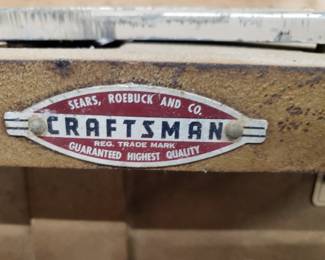 SEARS, ROEBUCK AND CO.
CRAFTSMAN
REG. TRADE MARK
GUARANTEED HIGHEST QUALITY